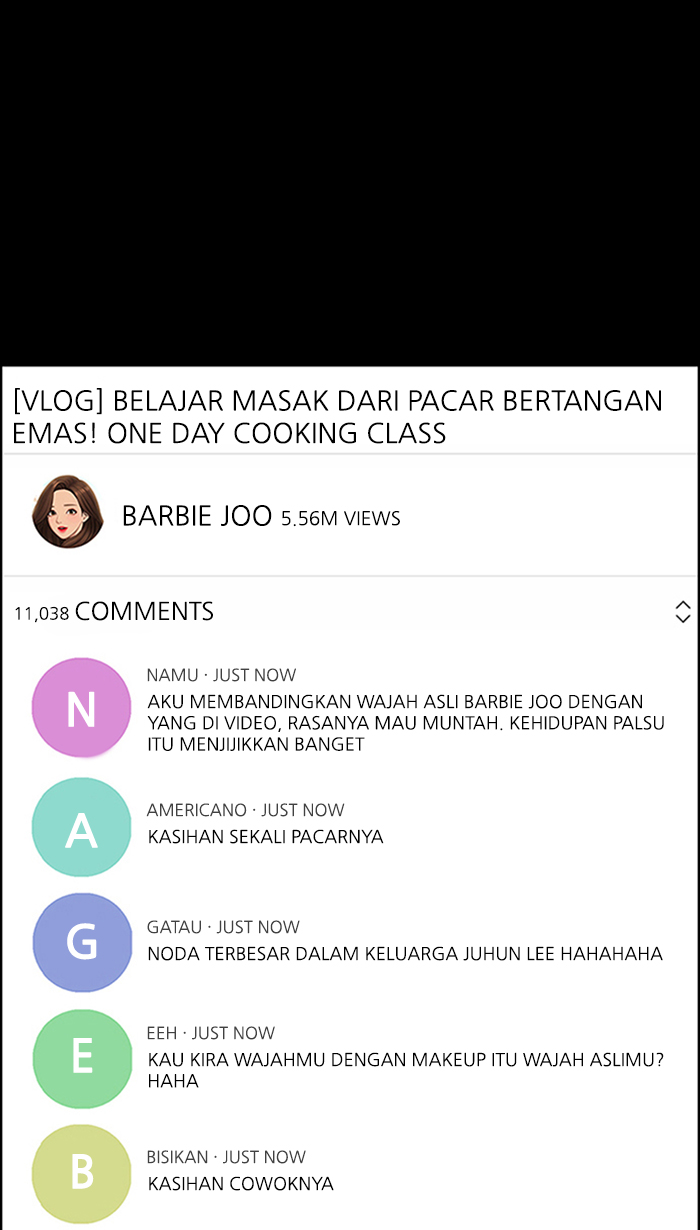 [VLOG] BELAJAR MASAK DARI PACAR BERTANGAN
EMAS! ONE DAY COOKING CLASS
BARBIE JOO 5.56M VIEWS
11,038 COMMENTS
N
NAMU · JUST NOW
AKU MEMBANDINGKAN WAJAH ASLI BARBIE JOO DENGAN
YANG DI VIDEO, RASANYA MAU MUNTAH. KEHIDUPAN PALSU
ITU MENJIJIKKAN BANGET
A
AMERICANO · JUST NOW
KASIHAN SEKALI PACARNYA
G
GATAU · JUST NOW
NODA TERBESAR DALAM KELUARGA JUHUN LEE HAHAHAHA
E
EEH · JUST NOW
KAU KIRA WAJAHMU DENGAN MAKEUP ITU WAJAH ASLIMU?
HAHA
B
BISIKAN · JUST NOW
KASIHAN COWOKNYA